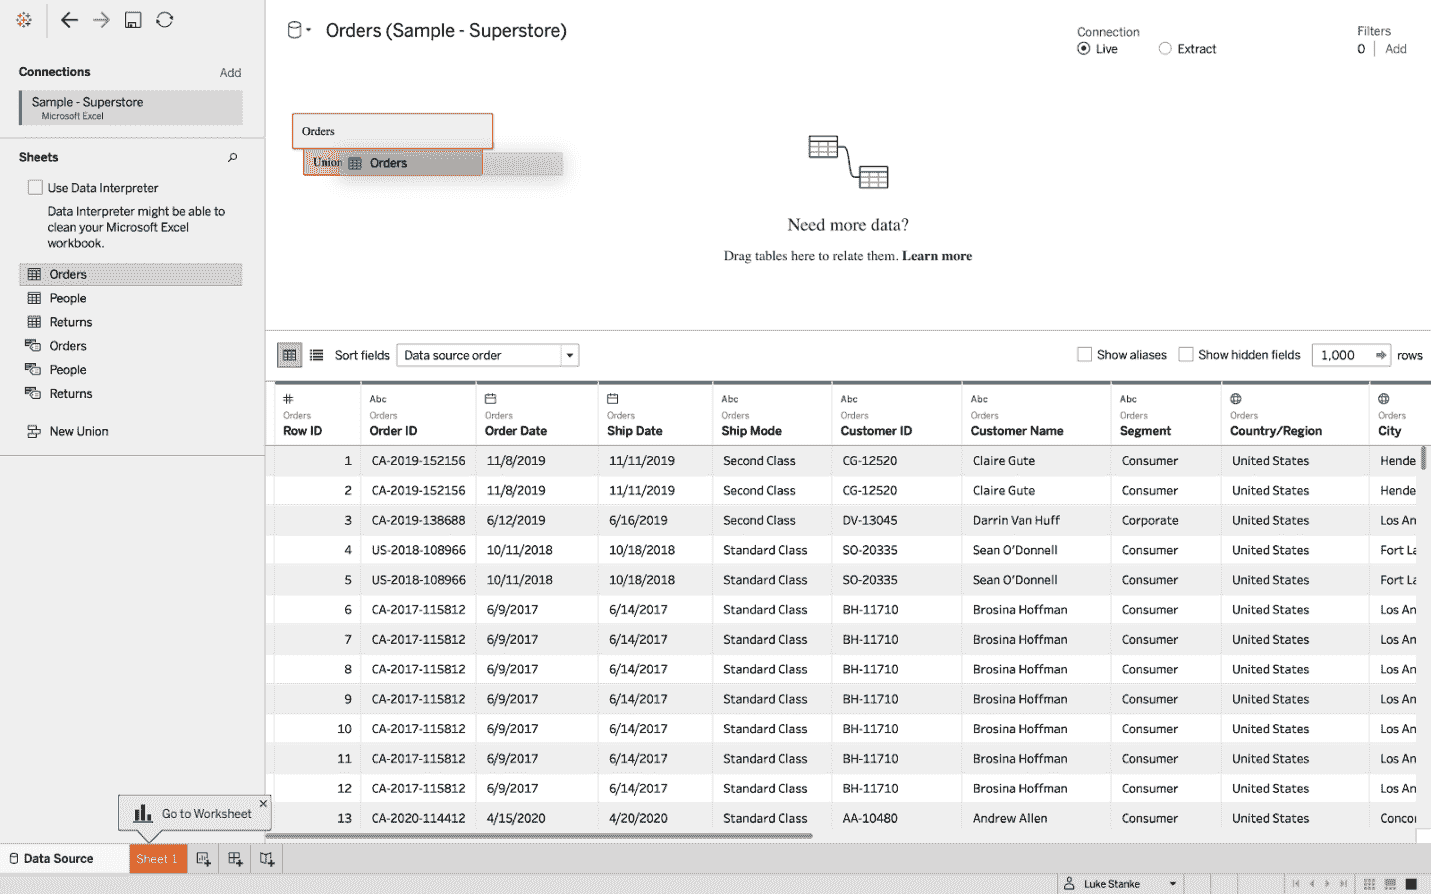 Orders (Sample - Superstore)
Connection
Live
Extract
Filters
0 | Add
Connections
Add
Sample - Superstore
Microsoft Excel
Sheets
Use Data Interpreter
Data Interpreter might be able to
clean your Microsoft Excel
workbook.
Orders
People
Returns
Orders
People
Returns
New Union
Orders
Union
Orders
Need more data?
Drag tables here to relate them. Learn more
Sort fields Data source order
Show aliases Show hidden fields 1,000 rows
# Abc Abc Abc Abc Abc
Orders Orders Orders Orders Orders Orders Orders Orders Orders Orders
Row ID Order ID Order Date Ship Date Ship Mode Customer ID Customer Name Segment Country/Region City
1 CA-2019-152156 11/8/2019 11/11/2019 Second Class CG-12520 Claire Gute Consumer United States Hende
2 CA-2019-152156 11/8/2019 11/11/2019 Second Class CG-12520 Claire Gute Consumer United States Hende
3 CA-2019-138688 6/12/2019 6/16/2019 Second Class DV-13045 Darrin Van Huff Corporate United States Los An
4 US-2018-108966 10/11/2018 10/18/2018 Standard Class SO-20335 Sean O'Donnell Consumer United States Fort La
5 US-2018-108966 10/11/2018 10/18/2018 Standard Class SO-20335 Sean O'Donnell Consumer United States Fort La
6 CA-2017-115812 6/9/2017 6/14/2017 Standard Class BH-11710 Brosina Hoffman Consumer United States Los An
7 CA-2017-115812 6/9/2017 6/14/2017 Standard Class BH-11710 Brosina Hoffman Consumer United States Los An
8 CA-2017-115812 6/9/2017 6/14/2017 Standard Class BH-11710 Brosina Hoffman Consumer United States Los An
9 CA-2017-115812 6/9/2017 6/14/2017 Standard Class BH-11710 Brosina Hoffman Consumer United States Los An
10 CA-2017-115812 6/9/2017 6/14/2017 Standard Class BH-11710 Brosina Hoffman Consumer United States Los An
11 CA-2017-115812 6/9/2017 6/14/2017 Standard Class BH-11710 Brosina Hoffman Consumer United States Los An
12 CA-2017-115812 6/9/2017 6/14/2017 Standard Class BH-11710 Brosina Hoffman Consumer United States Los An
13 CA-2020-114412 4/15/2020 4/20/2020 Standard Class AA-10480 Andrew Allen Consumer United States Concor
Go to Worksheet
Data Source
Sheet 1
Luke Stanke